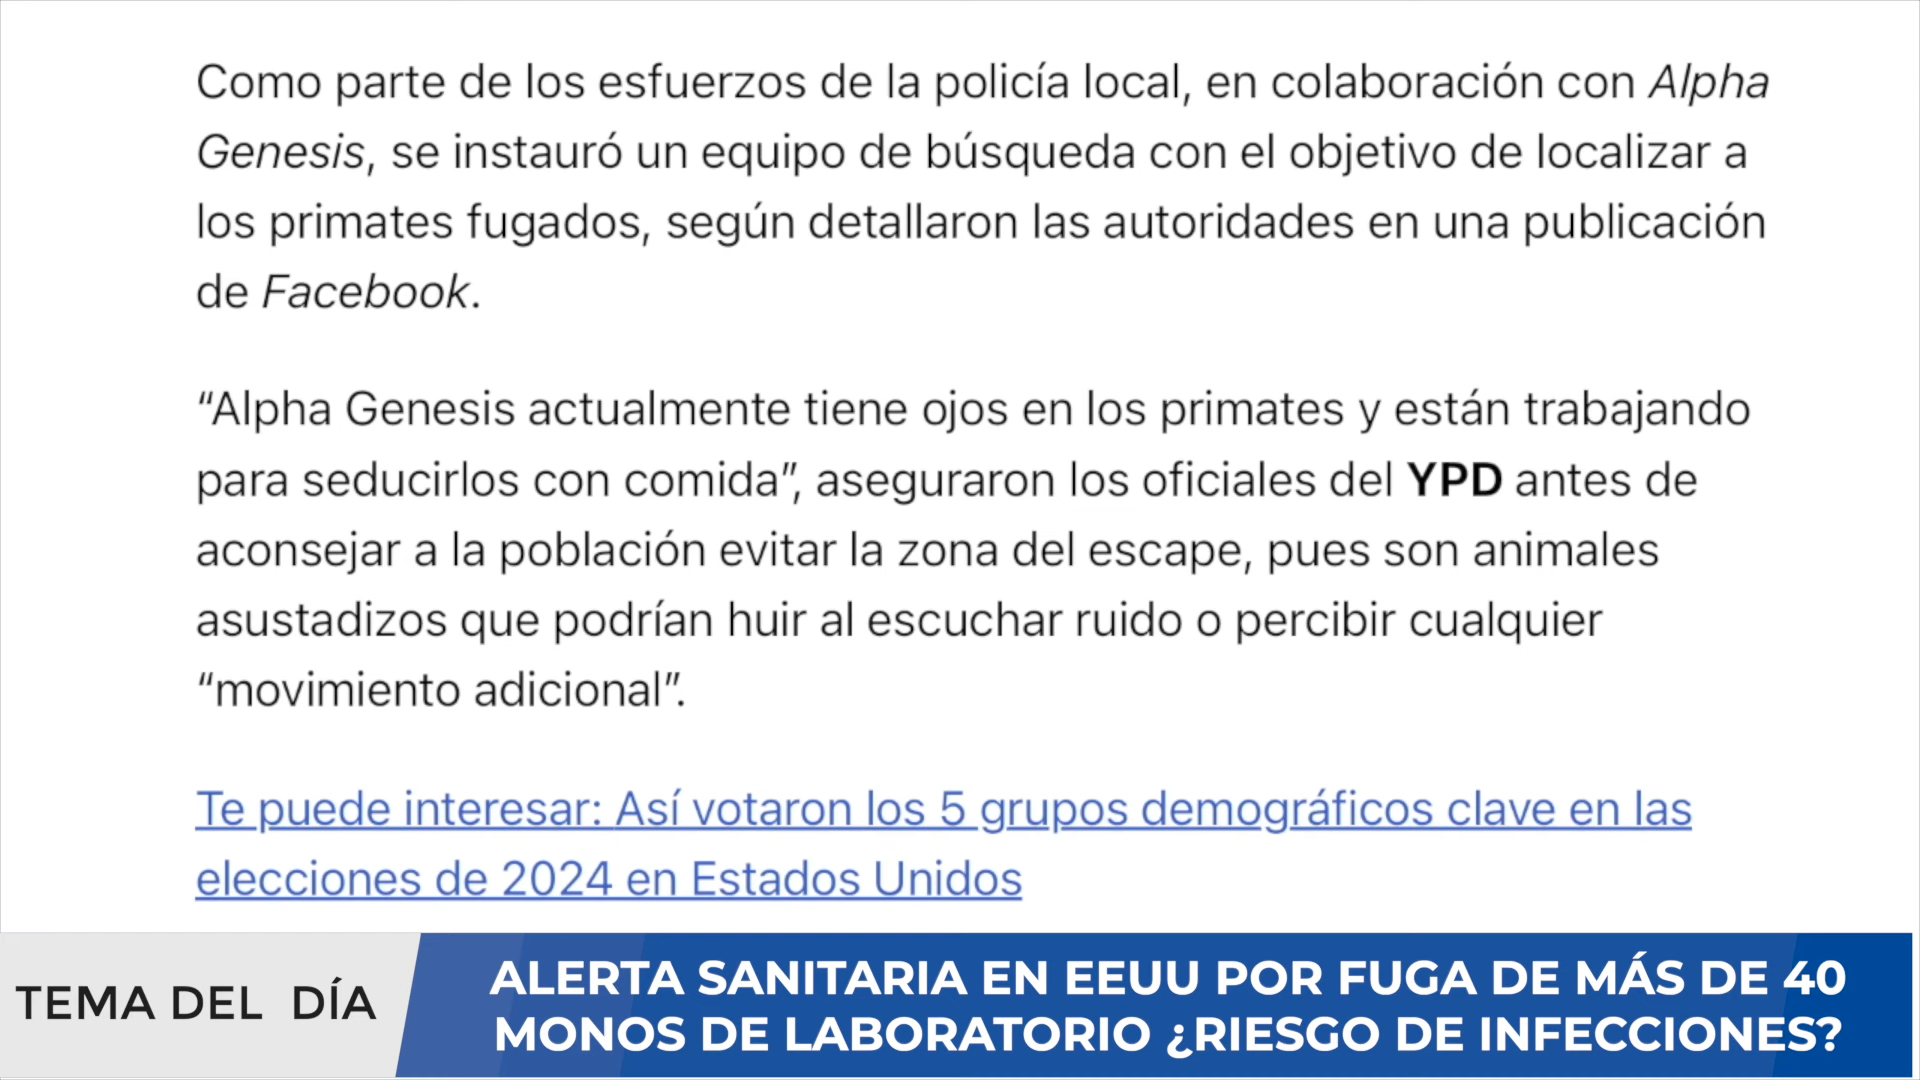 Como parte de los esfuerzos de la policía local, en colaboración con Alpha
Genesis, se instauró un equipo de búsqueda con el objetivo de localizar a
los primates fugados, según detallaron las autoridades en una publicación
de Facebook.
“Alpha Genesis actualmente tiene ojos en los primates y están trabajando
para seducirlos con comida”, aseguraron los oficiales del YPD antes de
aconsejar a la población evitar la zona del escape, pues son animales
asustadizos que podrían huir al escuchar ruido o percibir cualquier
“movimiento adicional”.
Te puede interesar: Así votaron los 5 grupos demográficos clave en las
elecciones de 2024 en Estados Unidos
TEMA DEL DÍA
ALERTA SANITARIA EN EEUU POR FUGA DE MÁS DE 40
MONOS DE LABORATORIO ¿RIESGO DE INFECCIONES?